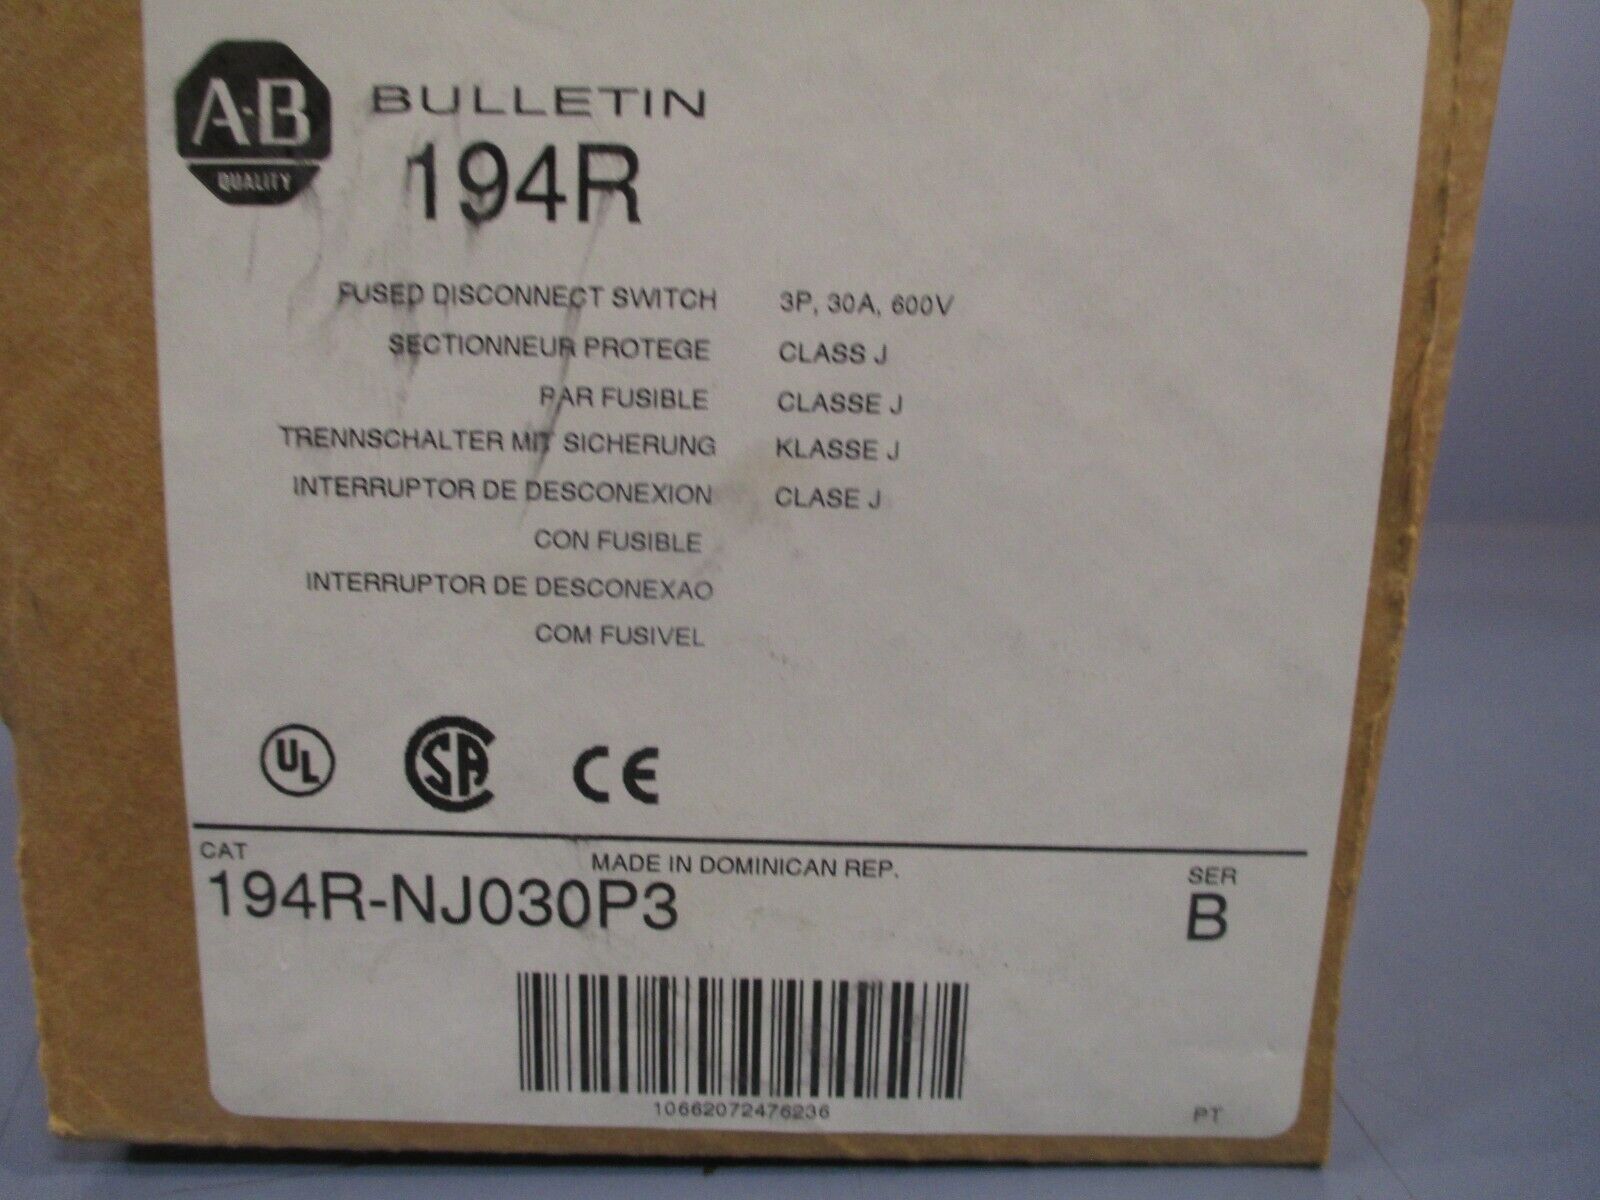 A-B
QUALITY
BULLETIN
194R
FUSED DISCONNECT SWITCH 3P, 30A, 600V
SECTIONNEUR PROTEGE CLASS J
PAR FUSIBLE CLASSE J
TRENNSCHALTER MIT SICHERUNG KLASSE J
INTERRUPTOR DE DESCONEXION CLASE J
CON FUSIBLE
INTERRUPTOR DE DESCONEXAO
COM FUSIVEL
UL CSA CE
CAT MADE IN DOMINICAN REP. SER
194R-NJ030P3 B
10662072476236 PT